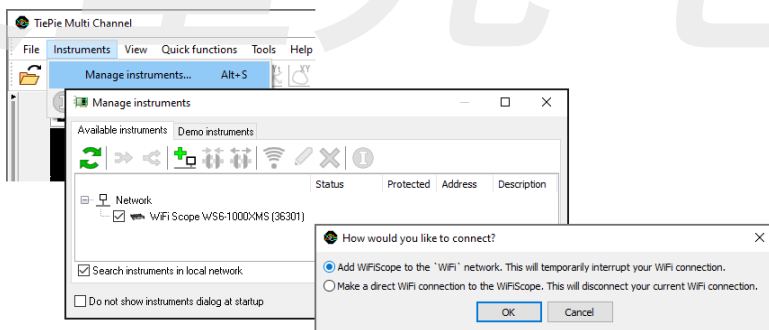 TiePie Multi Channel
File Instruments View Quick functions Tools Help
Manage instruments... Alt+S
Manage instruments
Available instruments Demo instruments
Status Protected Address Description
Network
WiFi Scope WS6-1000XMS (36301)
Search instruments in local network
Do not show instruments dialog at startup
How would you like to connect?
Add WiFiScope to the `WiFi` network. This will temporarily interrupt your WiFi connection.
Make a direct WiFi connection to the WiFiScope. This will disconnect your current WiFi connection.
OK Cancel